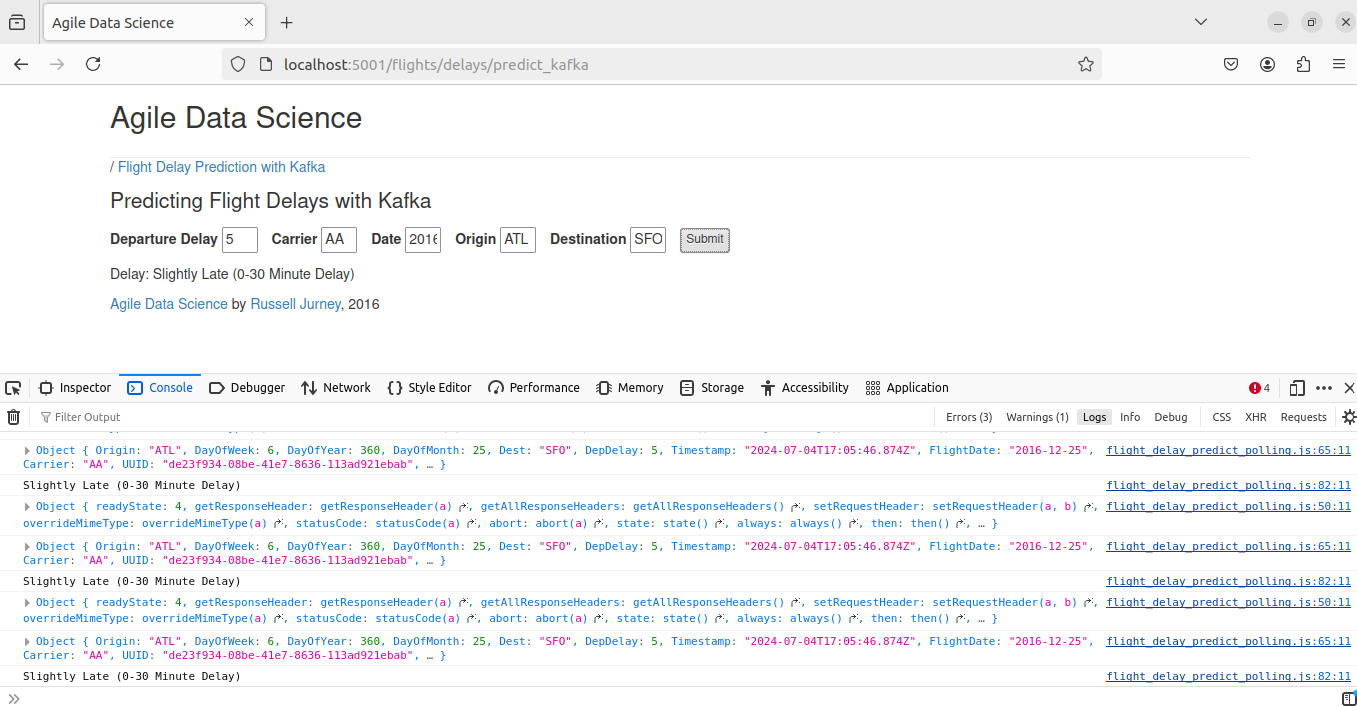 Agile Data Science
localhost:5001/flights/delays/predict_kafka
Agile Data Science
/ Flight Delay Prediction with Kafka
Predicting Flight Delays with Kafka
Departure Delay 5 Carrier AA Date 2016 Origin ATL Destination SFO Submit
Delay: Slightly Late (0-30 Minute Delay)
Agile Data Science by Russell Jurney, 2016
Inspector Console Debugger Network Style Editor Performance Memory Storage Accessibility Application 4
Filter Output Errors (3) Warnings (1) Logs Info Debug CSS XHR Requests
Object { Origin: "ATL", DayOfWeek: 6, DayOfYear: 360, DayOfMonth: 25, Dest: "SFO", DepDelay: 5, Timestamp: "2024-07-04T17:05:46.874Z", FlightDate: "2016-12-25", flight_delay_predict_polling.js:65:11
Carrier: "AA", UUID: "de23f934-08be-41e7-8636-113ad921ebab", … }
Slightly Late (0-30 Minute Delay) flight_delay_predict_polling.js:82:11
Object { readyState: 4, getResponseHeader: getResponseHeader(a), getAllResponseHeaders: getAllResponseHeaders(), setRequestHeader: setRequestHeader(a, b), flight_delay_predict_polling.js:50:11
overrideMimeType: overrideMimeType(a), statusCode: statusCode(a), abort: abort(a), state: state(), always: always(), then: then(), … }
Object { Origin: "ATL", DayOfWeek: 6, DayOfYear: 360, DayOfMonth: 25, Dest: "SFO", DepDelay: 5, Timestamp: "2024-07-04T17:05:46.874Z", FlightDate: "2016-12-25", flight_delay_predict_polling.js:65:11
Carrier: "AA", UUID: "de23f934-08be-41e7-8636-113ad921ebab", … }
Slightly Late (0-30 Minute Delay) flight_delay_predict_polling.js:82:11
Object { readyState: 4, getResponseHeader: getResponseHeader(a), getAllResponseHeaders: getAllResponseHeaders(), setRequestHeader: setRequestHeader(a, b), flight_delay_predict_polling.js:50:11
overrideMimeType: overrideMimeType(a), statusCode: statusCode(a), abort: abort(a), state: state(), always: always(), then: then(), … }
Object { Origin: "ATL", DayOfWeek: 6, DayOfYear: 360, DayOfMonth: 25, Dest: "SFO", DepDelay: 5, Timestamp: "2024-07-04T17:05:46.874Z", FlightDate: "2016-12-25", flight_delay_predict_polling.js:65:11
Carrier: "AA", UUID: "de23f934-08be-41e7-8636-113ad921ebab", … }
Slightly Late (0-30 Minute Delay) flight_delay_predict_polling.js:82:11